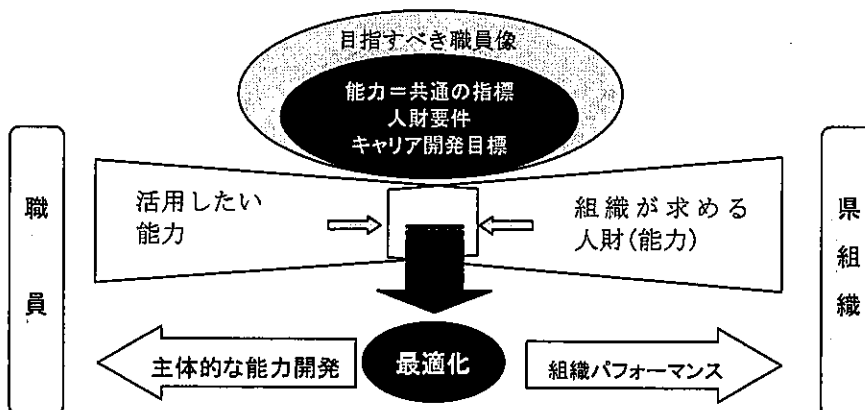 目指すべき職員像
能力＝共通の指標
人財要件
キャリア開発目標
職員
活用したい
能力
組織が求める
人財(能力)
県組織
主体的な能力開発
最適化
組織パフォーマンス